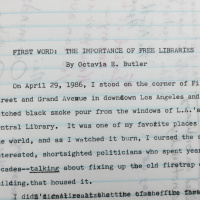 FIRST WORD: THE IMPORTANCE OF FREE LIBRARIES
By Octavia E. Butler
On April 29, 1986, I stood on the corner of Fi
reet and Grand Avenue in downtown Los Angeles and
tched black smoke pour from the windows of L.A.'s
entral Library. It was one of my favorite places
e world, and as I watched it burn, I cursed the
terested, shortsighted politicians who spent year
cades--talking about fixing up the old firetrap
uilding that housed it.
I